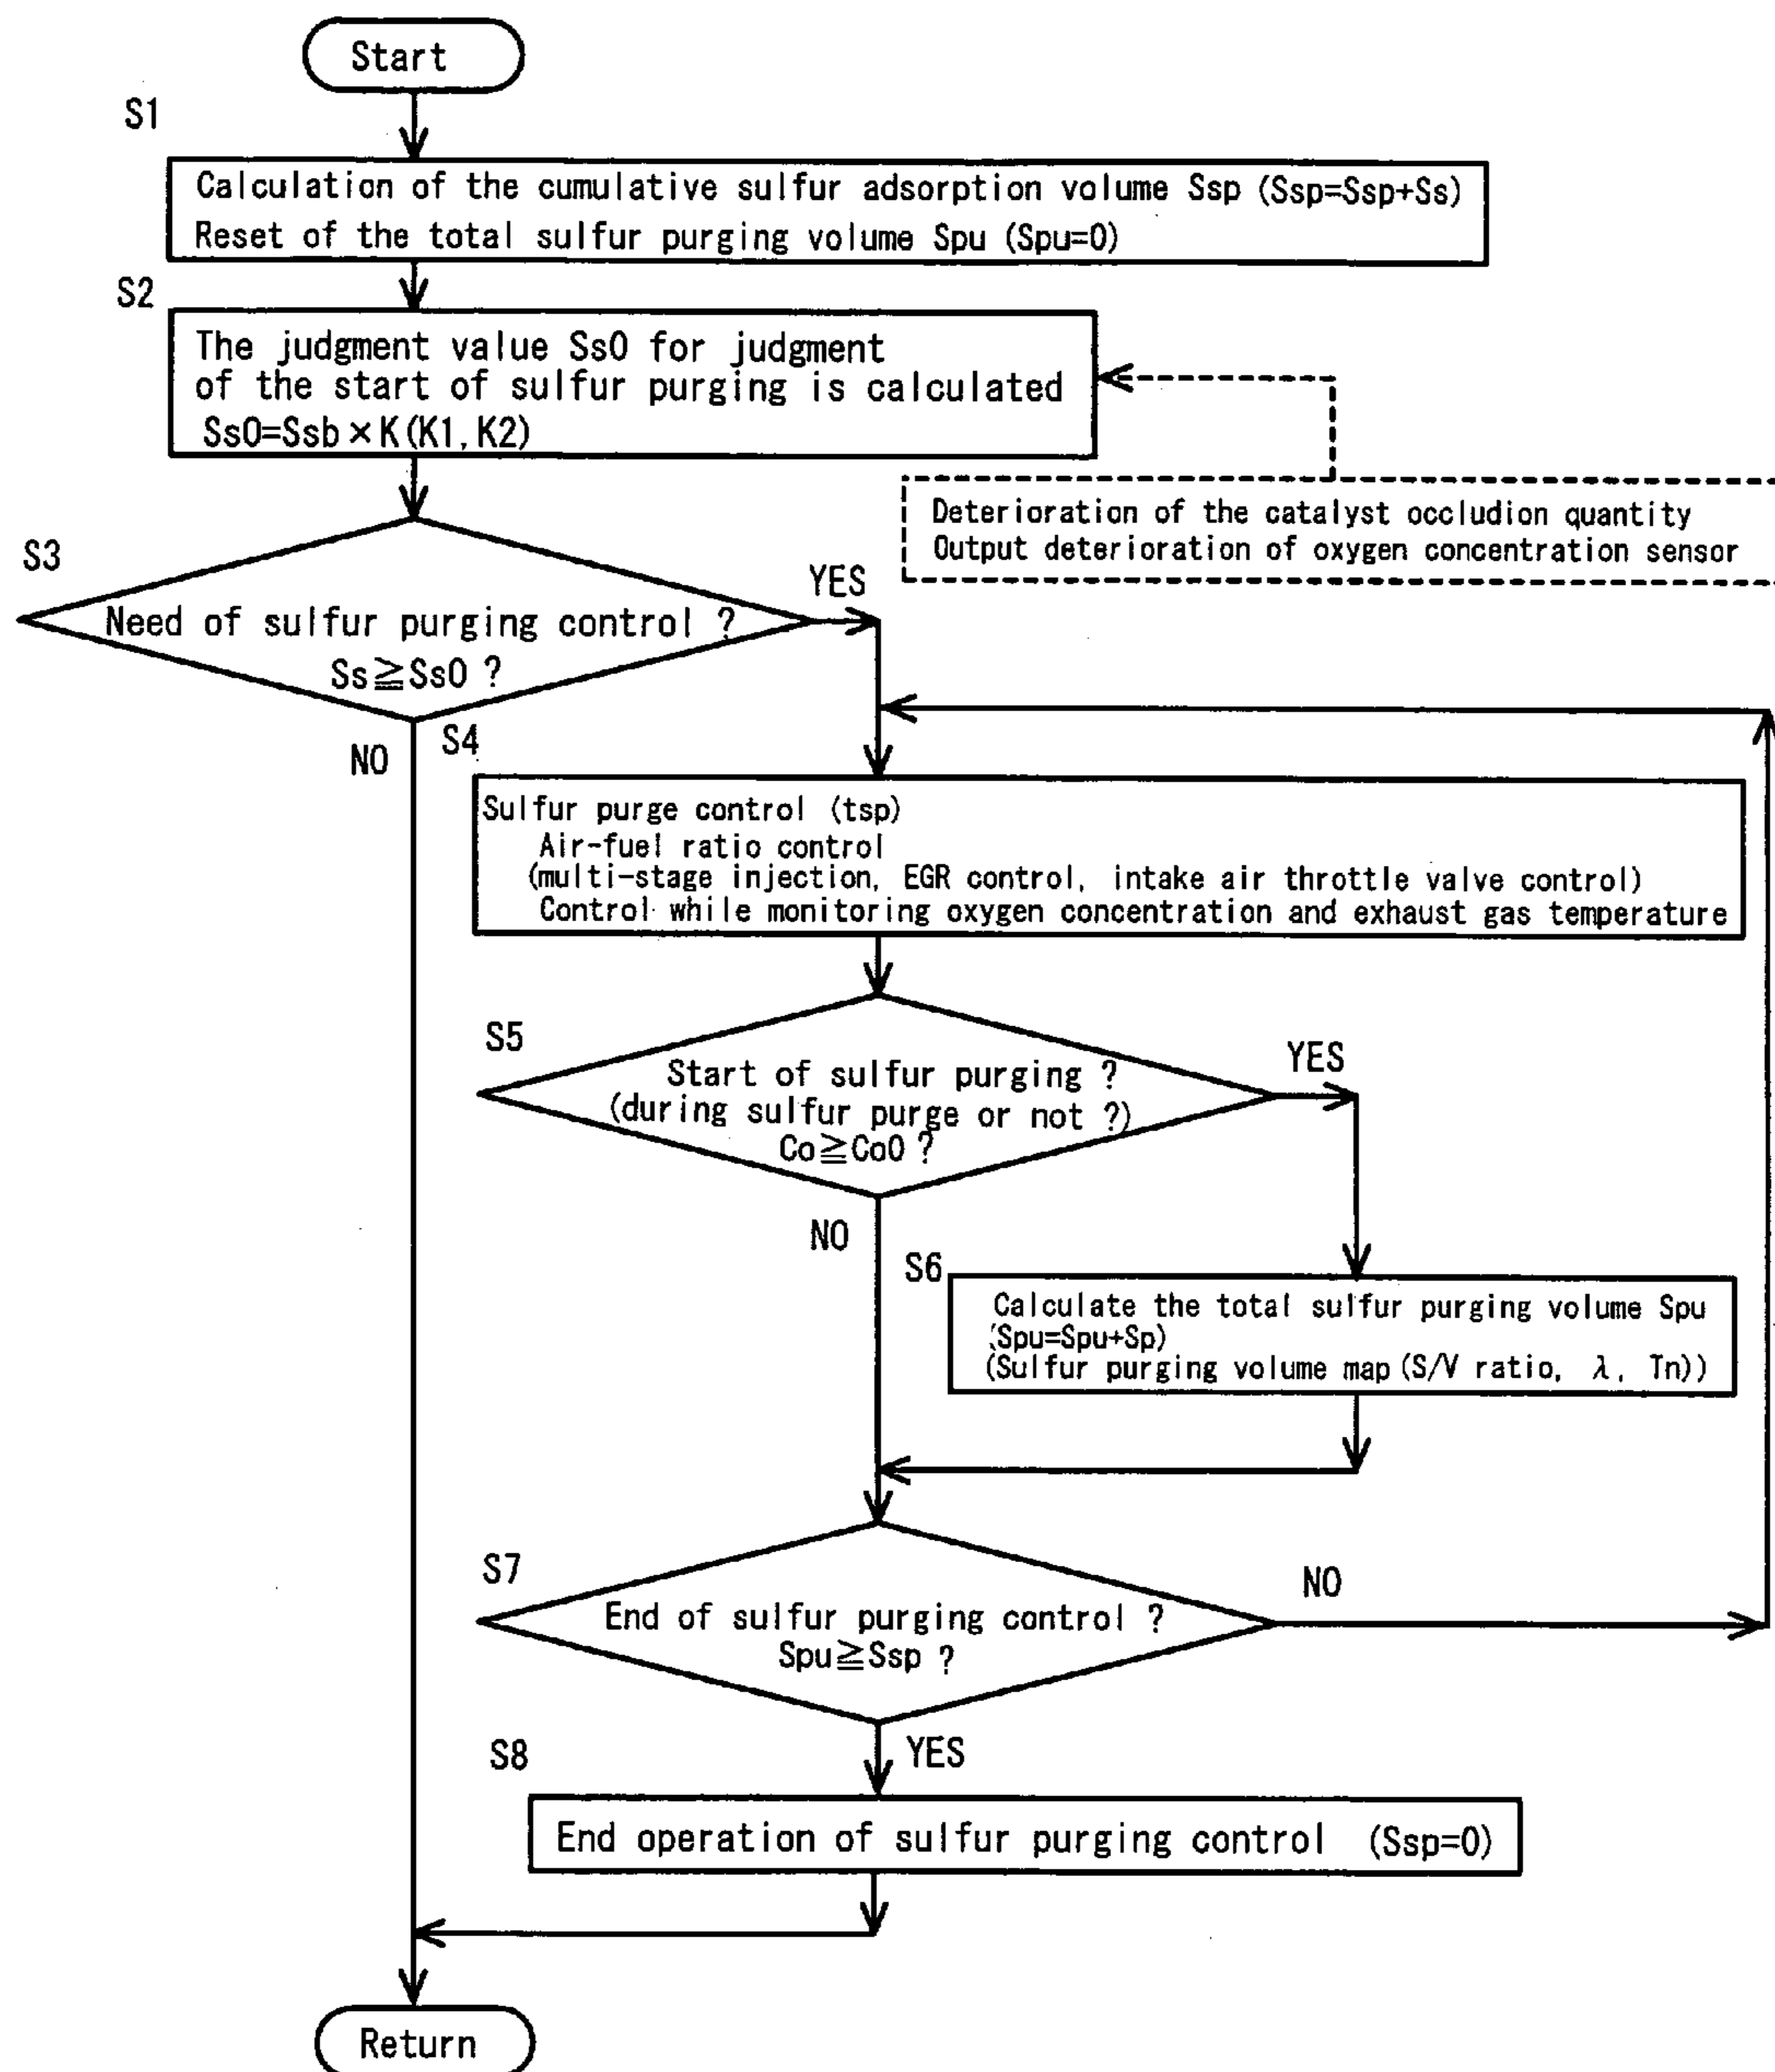 Start
S1
Calculation of the cumulative sulfur adsorption volume Ssp (Ssp=Ssp+Ss)
Reset of the total sulfur purging volume Spu (Spu=0)
S2
The judgment value Ss0 for judgment
of the start of sulfur purging is calculated
Ss0=Ssb×K(K1,K2)
Deterioration of the catalyst occludion quantity
Output deterioration of oxygen concentration sensor
S3
YES
Need of sulfur purging control ?
Ss≧Ss0 ?
NO
S4
Sulfur purge control (tsp)
Air-fuel ratio control
(multi-stage injection, EGR control, intake air throttle valve control)
Control while monitoring oxygen concentration and exhaust gas temperature
S5
YES
Start of sulfur purging ?
(during sulfur purge or not ?)
Co≧Co0 ?
NO
S6
Calculate the total sulfur purging volume Spu
(Spu=Spu+Sp)
(Sulfur purging volume map (S/V ratio, λ, Tn))
S7
NO
End of sulfur purging control ?
Spu≧Ssp ?
YES
S8
End operation of sulfur purging control (Ssp=0)
Return